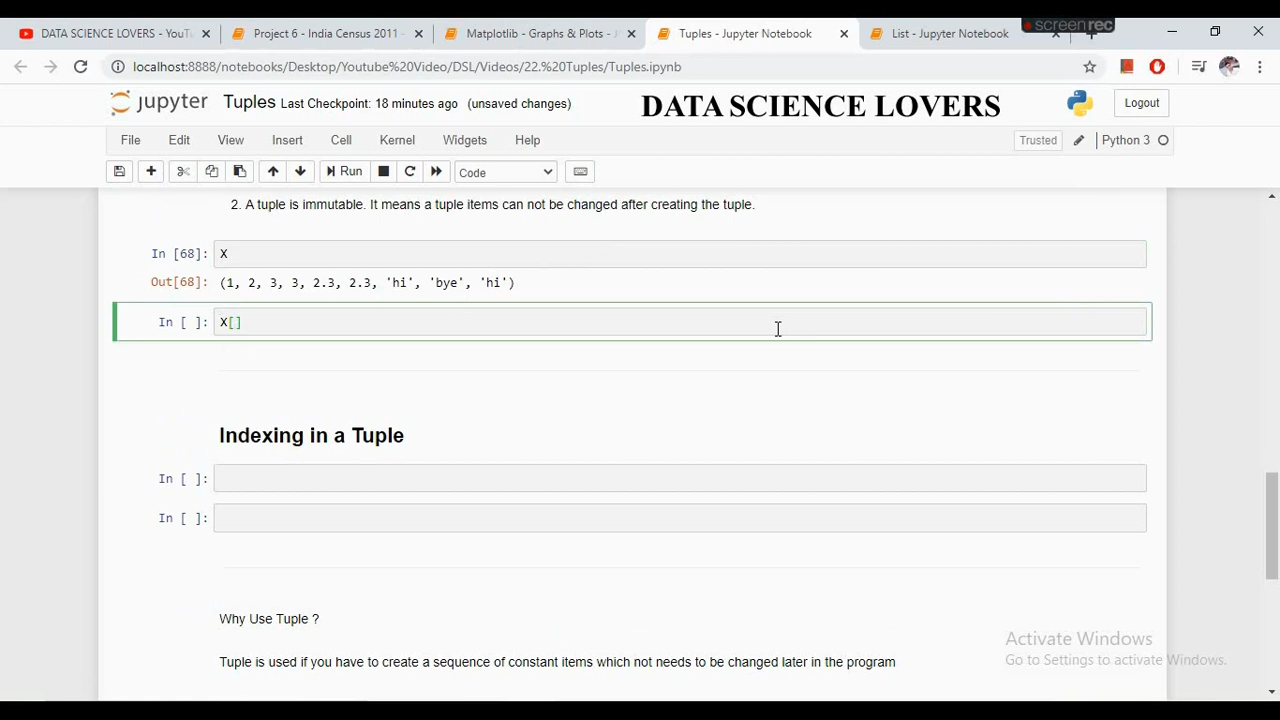 screenrec
DATA SCIENCE LOVERS - YouT
Project 6 - India Census 2011 -
Matplotlib - Graphs & Plots - J
Tuples - Jupyter Notebook
List - Jupyter Notebook
localhost:8888/notebooks/Desktop/Youtube%20Video/DSL/Videos/22.%20Tuples/Tuples.ipynb
jupyter Tuples Last Checkpoint: 18 minutes ago (unsaved changes) DATA SCIENCE LOVERS Logout
File Edit View Insert Cell Kernel Widgets Help Trusted Python 3
Run Code
2. A tuple is immutable. It means a tuple items can not be changed after creating the tuple.
In [68]: X
Out[68]: (1, 2, 3, 3, 2.3, 2.3, 'hi', 'bye', 'hi')
In [ ]: X[]
Indexing in a Tuple
In [ ]:
In [ ]:
Why Use Tuple ?
Tuple is used if you have to create a sequence of constant items which not needs to be changed later in the program
Activate Windows
Go to Settings to activate Windows.